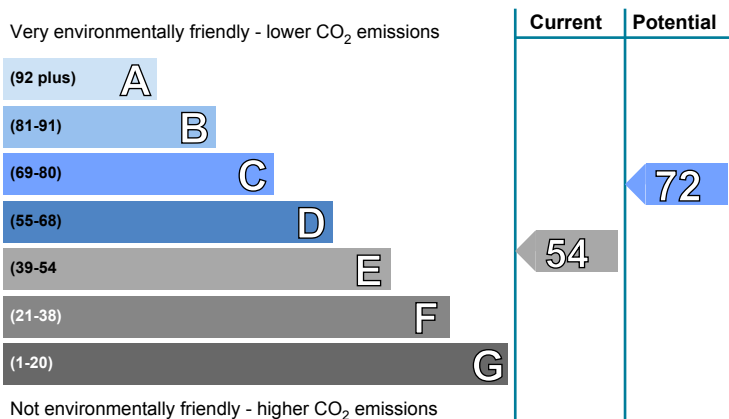 Very environmentally friendly - lower CO2 emissions
Current
Potential
(92 plus) A
(81-91) B
(69-80) C
72
(55-68) D
54
(39-54 E
(21-38) F
(1-20) G
Not environmentally friendly - higher CO2 emissions